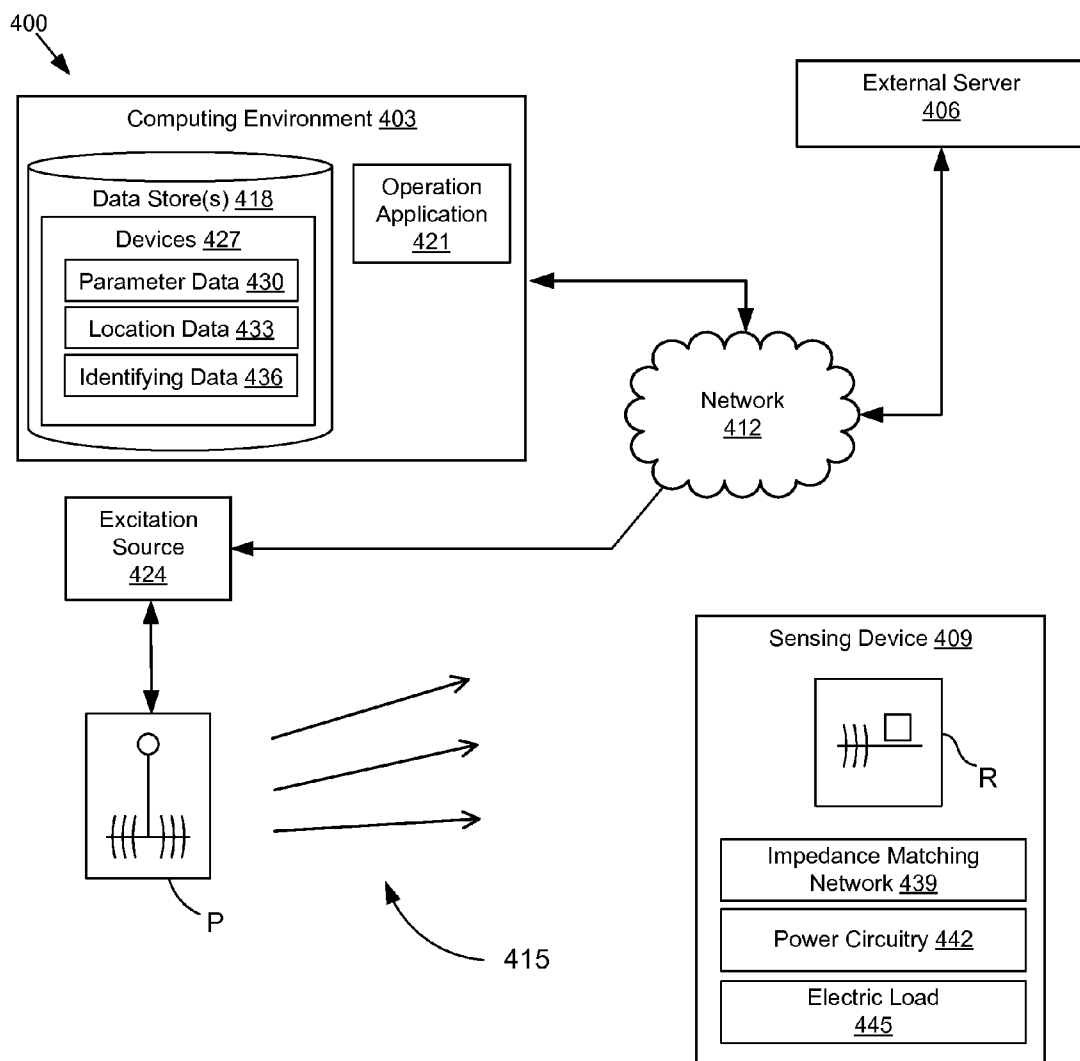 400
Computing Environment 403
Data Store(s) 418
Devices 427
Parameter Data 430
Location Data 433
Identifying Data 436
Operation
Application
421
External Server
406
Network
412
Excitation
Source
424
P
415
Sensing Device 409
R
Impedance Matching
Network 439
Power Circuitry 442
Electric Load
445